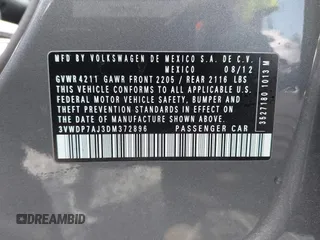 MFD BY VOLKSWAGEN DE MEXICO S.A. DE C.V.
MEXICO 08/12
GVWR 4211 GAWR FRONT 2205 / REAR 2116 LBS
THIS VEHICLE CONFORMS TO ALL APPLICABLE
FEDERAL MOTOR VEHICLE SAFETY, BUMPER AND
THEFT PREVENTION STANDARDS IN EFFECT ON
DATE OF MANUFACTURE SHOWN ABOVE.
3VWDP7AJ3DM372896 PASSENGER CAR
3527180 1013 M
DREAMBID